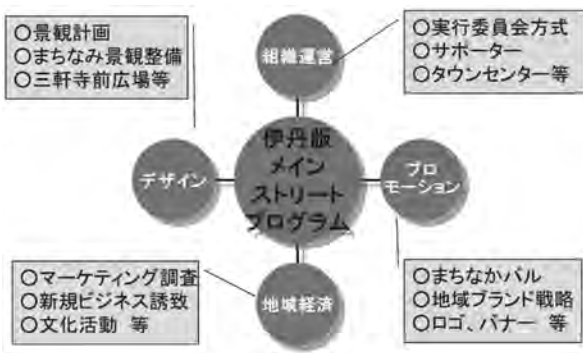 ○景観計画
○まちなみ景観整備
○三軒寺前広場等
組織運営
○実行委員会方式
○サポーター
○タウンセンター等
デザイン
伊丹版
メイン
ストリート
プログラム
プロ
モーション
○マーケティング調査
○新規ビジネス誘致
○文化活動 等
地域経済
○まちなかバル
○地域ブランド戦略
○ロゴ、バナー 等